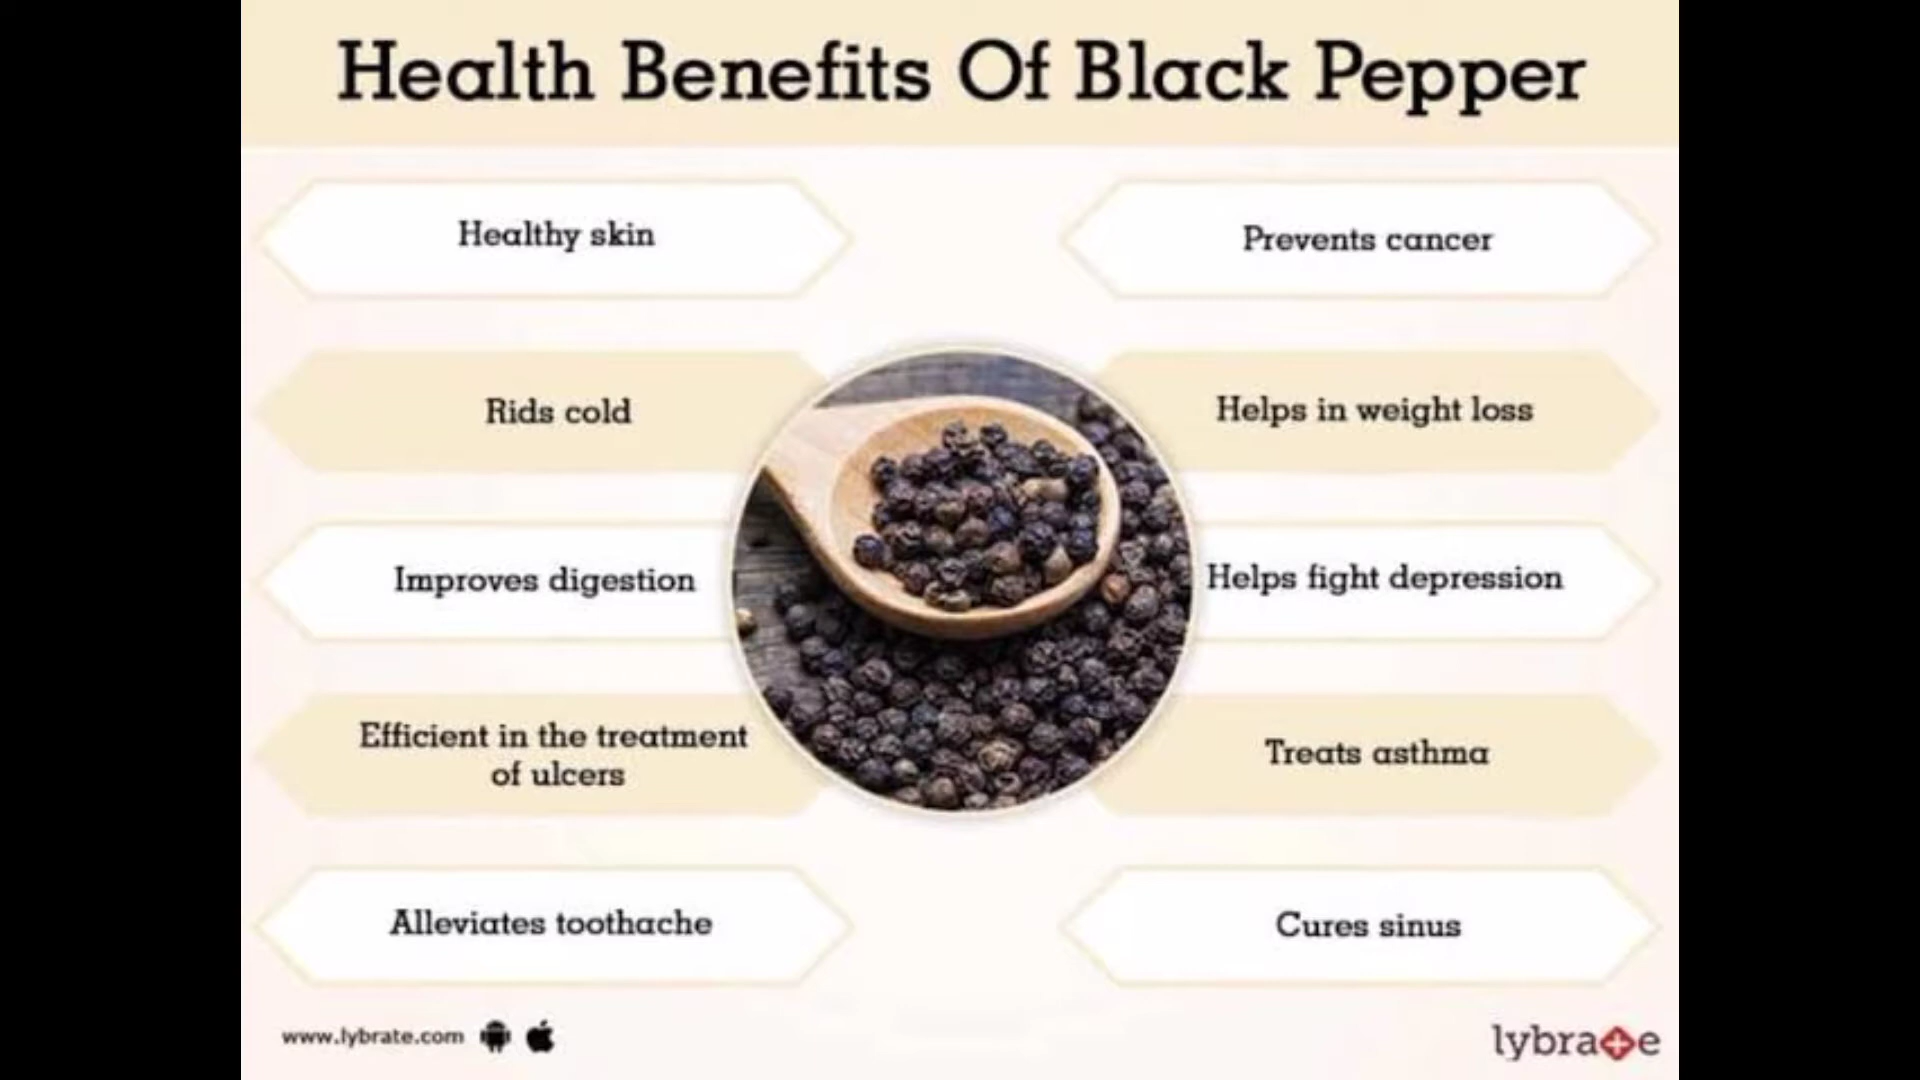 Health Benefits Of Black Pepper
Healthy skin
Prevents cancer
Rids cold
Helps in weight loss
Improves digestion
Helps fight depression
Efficient in the treatment
of ulcers
Treats asthma
Alleviates toothache
Cures sinus
www.lybrate.com
lybrate